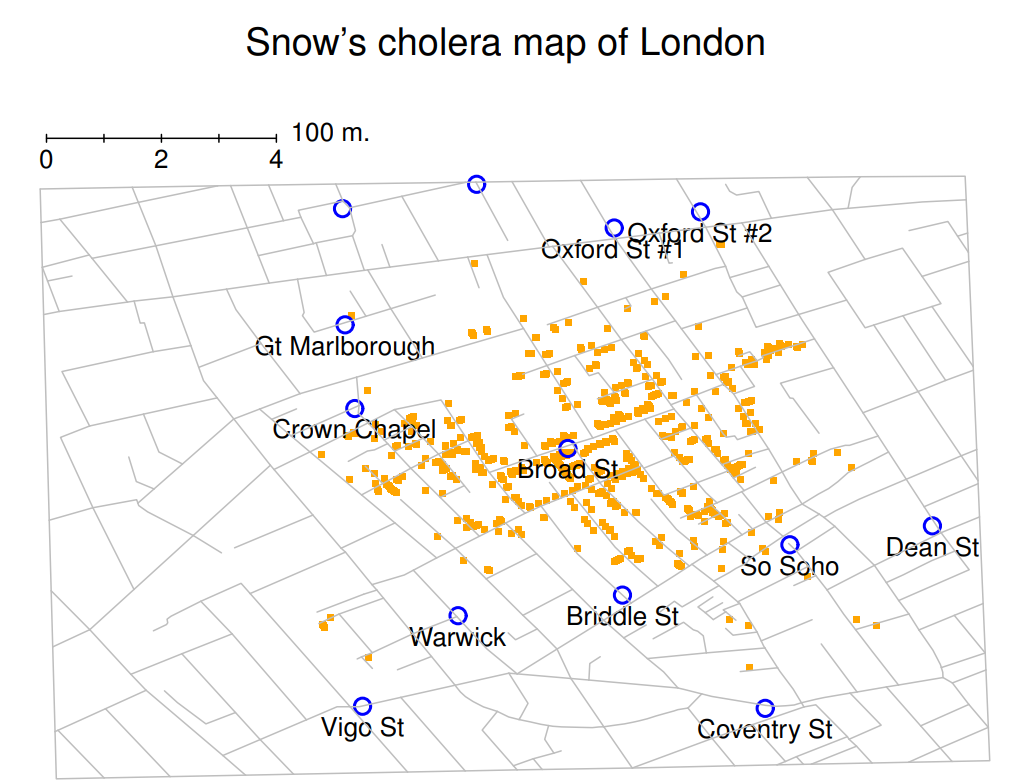 Snow's cholera map of London
100 m.
0 2 4
Oxford St #2
Oxford St #1
Gt Marlborough
Crown Chapel
Broad St
Dean St
So Soho
Briddle St
Warwick
Vigo St
Coventry St